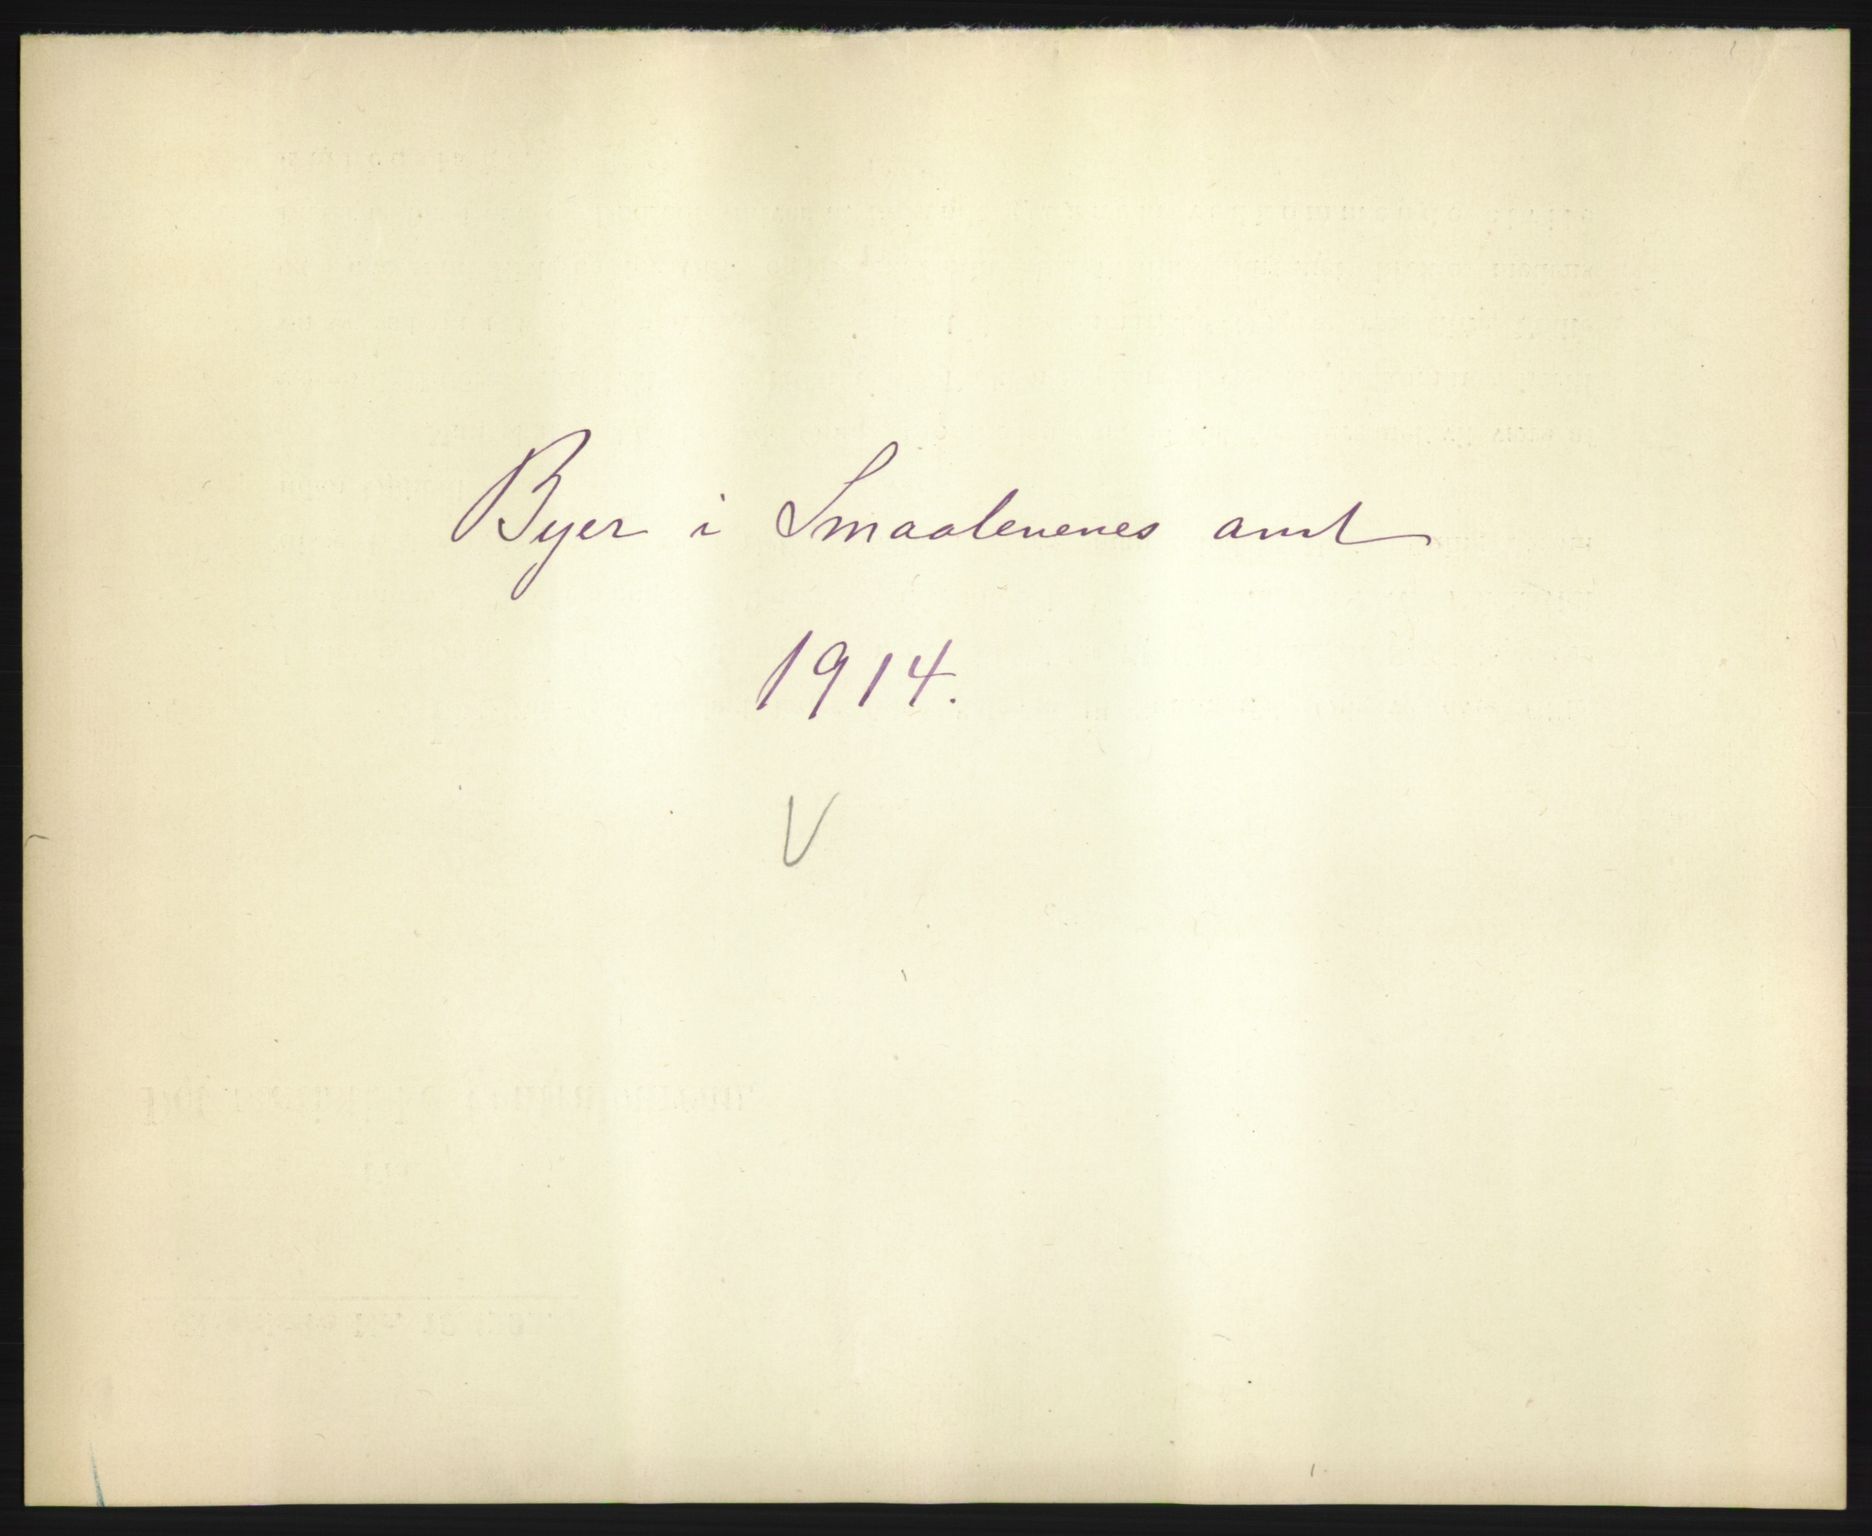 Byer i Smaalenenes amt
1914.
V